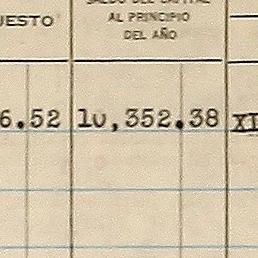 SALDO DEL CAPITAL
UESTO AL PRINCIPIO
DEL AÑO
6.52 10,352.38 XI